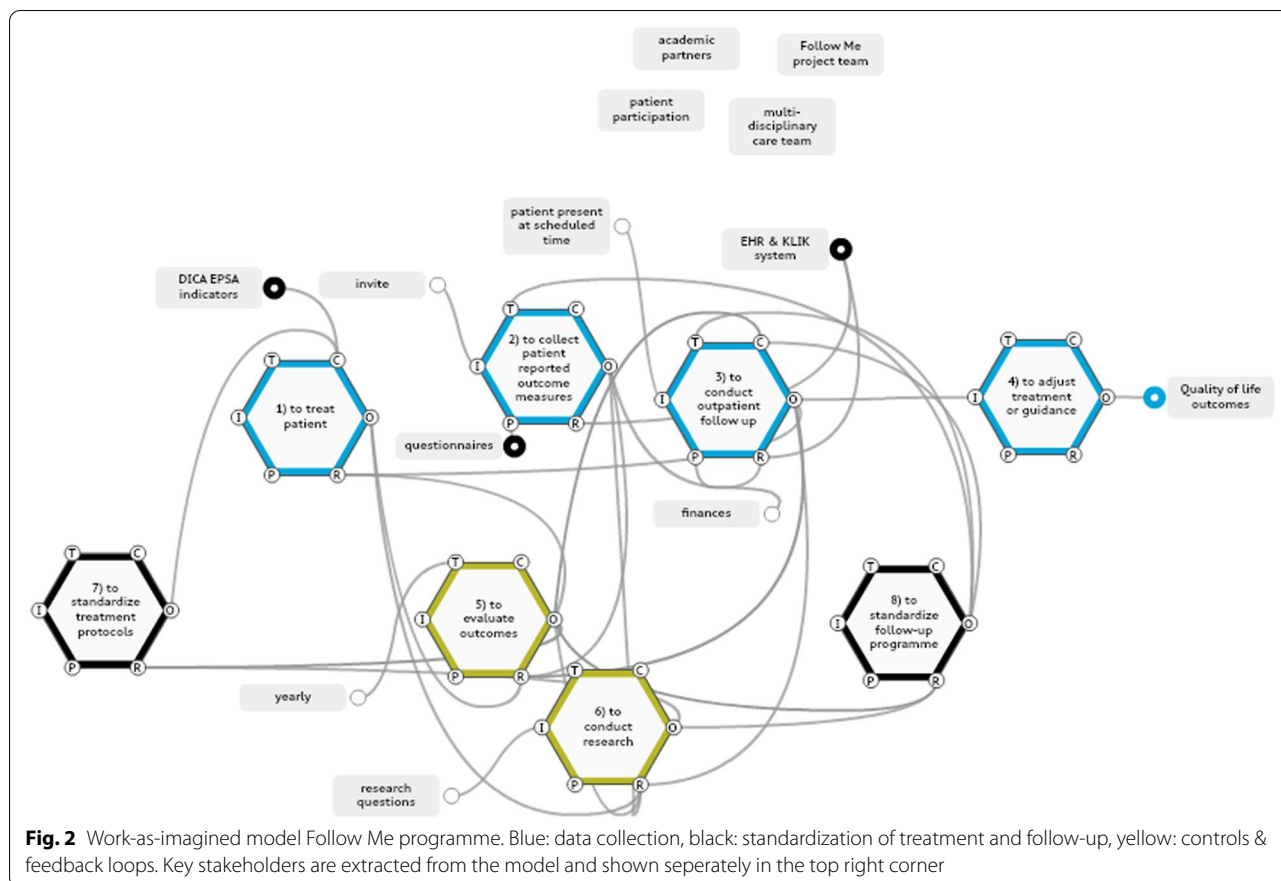 academic
partners
Follow Me
project team
patient
participation
multi-
disciplinary
care team
patient present
at scheduled
time
EHR & KLIK
system
DICA EPSA
indicators
invite
T
C
I
2) to collect
patient
reported
outcome
measures
O
P
R
questionnaires
T
C
I
1) to treat
patient
O
P
R
T
C
I
3) to
conduct
outpatient
follow up
O
P
R
finances
T
C
I
4) to adjust
treatment
or guidance
O
P
R
Quality of life
outcomes
T
C
I
7) to
standardize
treatment
protocols
O
P
R
T
C
I
5) to
evaluate
outcomes
O
P
R
yearly
T
C
I
6) to
conduct
research
O
P
R
research
questions
T
C
I
8) to
standardize
follow-up
programme
O
P
R
Fig. 2 Work-as-imagined model Follow Me programme. Blue: data collection, black: standardization of treatment and follow-up, yellow: controls &
feedback loops. Key stakeholders are extracted from the model and shown seperately in the top right corner